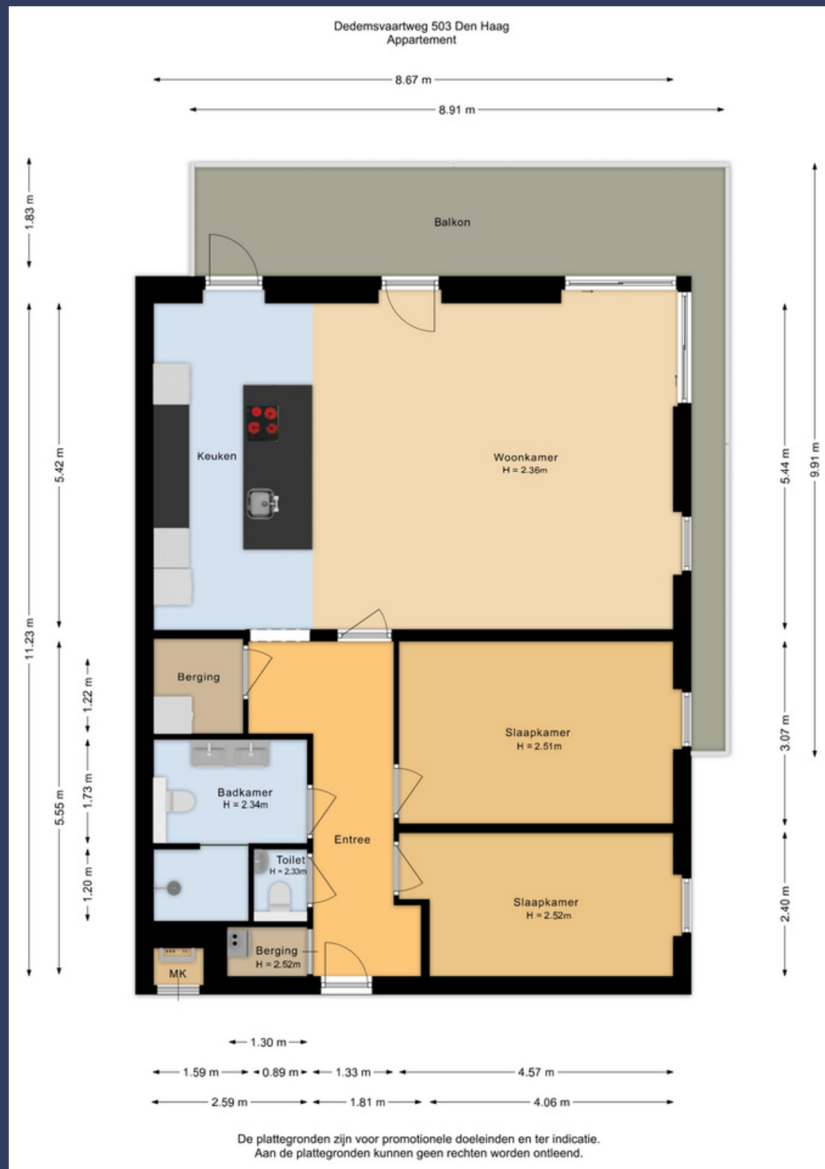 Dedemsvaartweg 503 Den Haag
Appartement
8.67 m
8.91 m
1.83 m
Balkon
11.23 m
5.42 m
Keuken
Woonkamer
H = 2.36m
5.44 m
9.91 m
5.55 m
1.22 m
Berging
Slaapkamer
H = 2.51m
3.07 m
1.73 m
Badkamer
H = 2.34m
Entree
1.20 m
Toilet
H = 2.33m
Slaapkamer
H = 2.52m
2.40 m
Berging
H = 2.52m
MK
1.30 m
1.59 m
0.89 m
1.33 m
4.57 m
2.59 m
1.81 m
4.06 m
De plattegronden zijn voor promotionele doeleinden en ter indicatie.
Aan de plattegronden kunnen geen rechten worden ontleend.